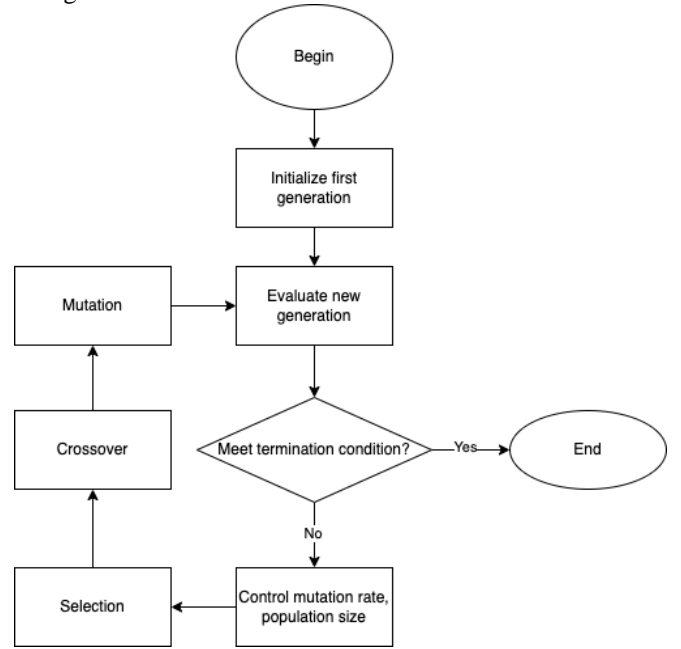 Begin
Initialize first
generation
Mutation
Evaluate new
generation
Crossover
Meet termination condition?
Yes
End
No
Selection
Control mutation rate,
population size